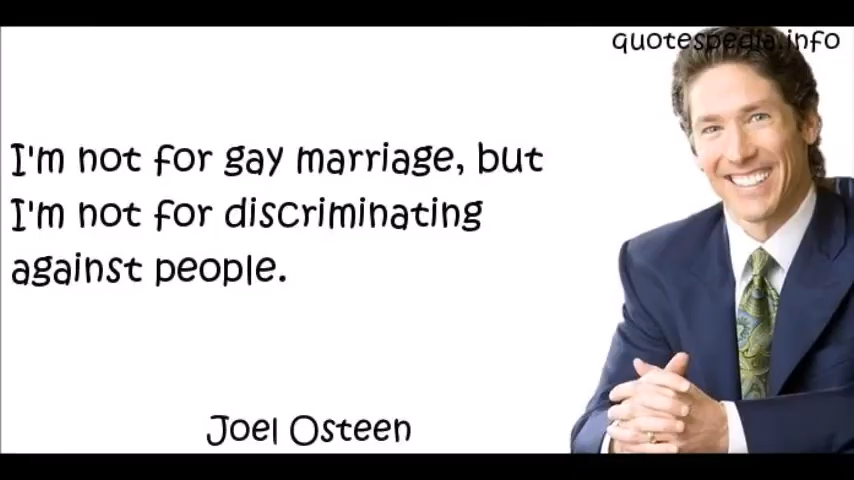 quotespedia.info
I'm not for gay marriage, but
I'm not for discriminating
against people.
Joel Osteen